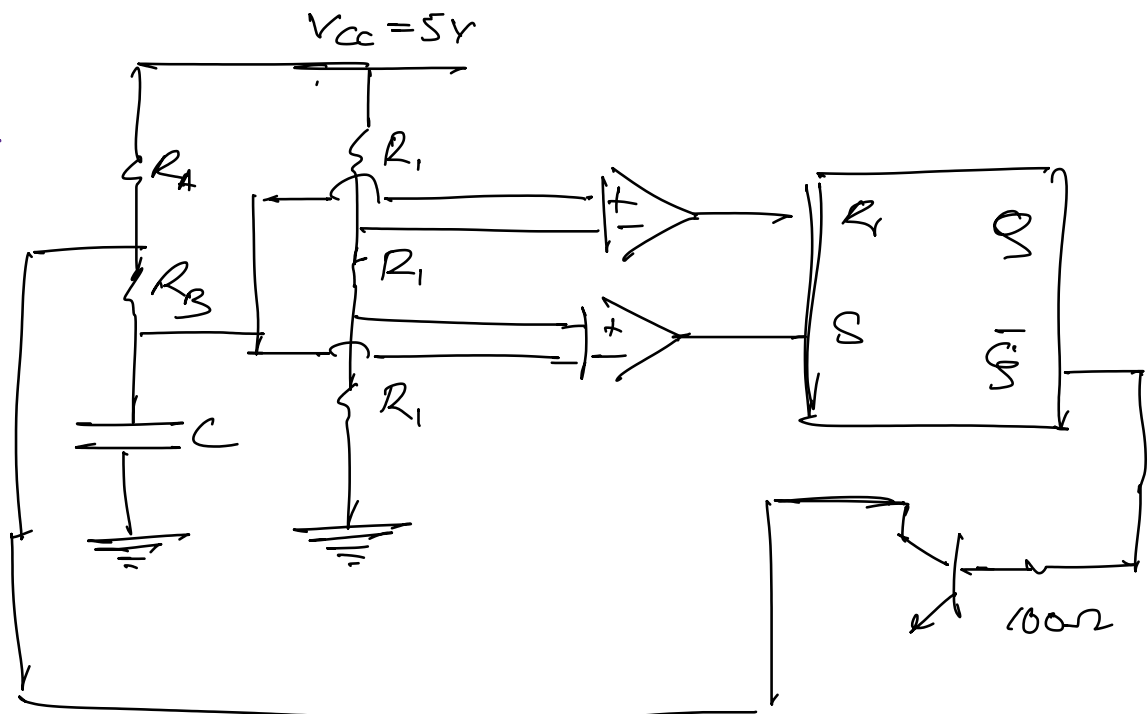 Vcc = 5V
RA
R1
+
−
R
Q
RB
R1
+
−
S
Q̅
C
R1
100Ω